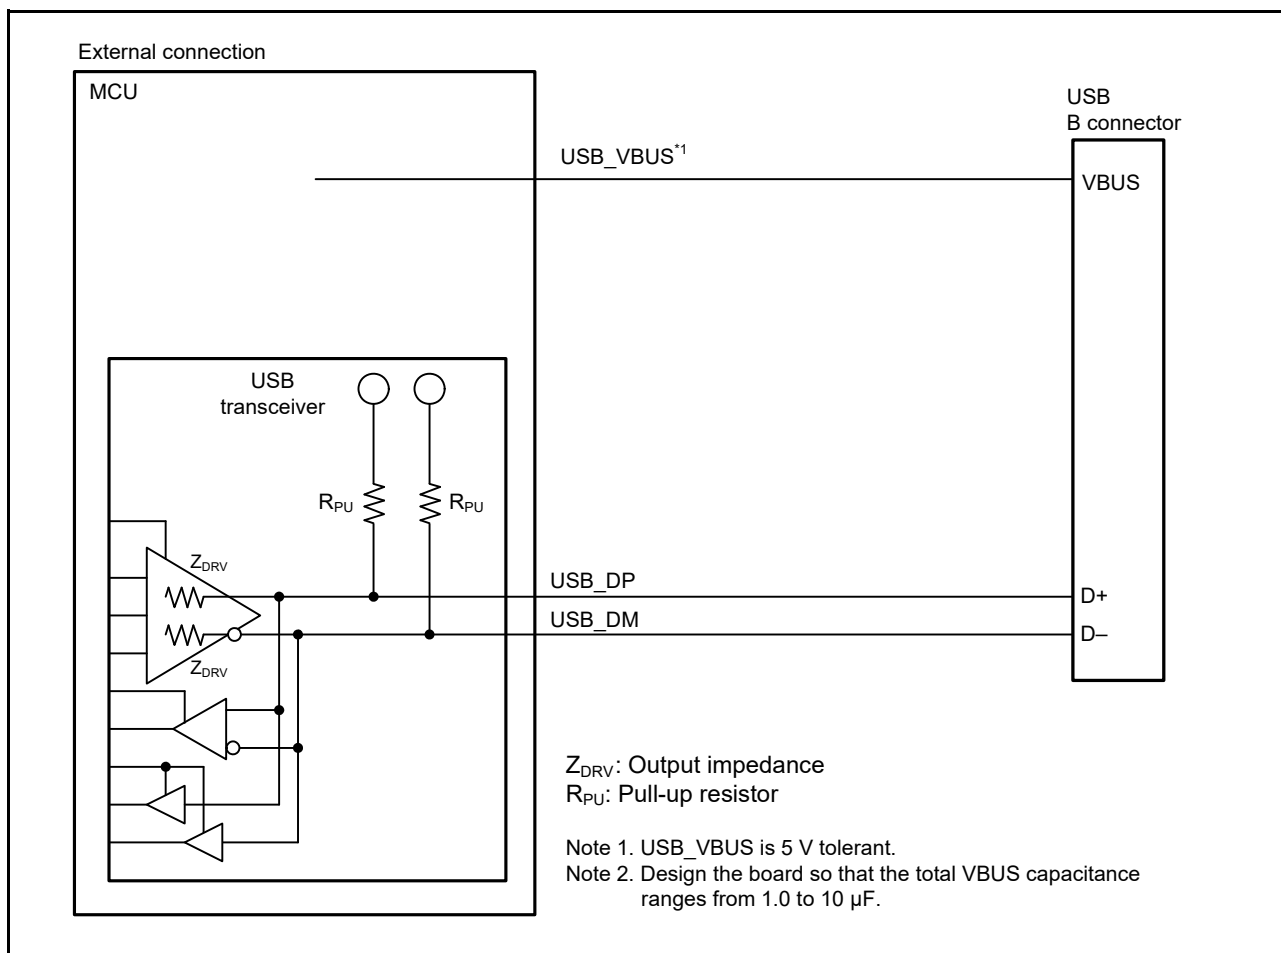 External connection
MCU
USB
B connector
USB_VBUS*1
VBUS
USB
transceiver
RPU RPU
ZDRV
USB_DP
D+
USB_DM
D–
ZDRV
ZDRV: Output impedance
RPU: Pull-up resistor
Note 1. USB_VBUS is 5 V tolerant.
Note 2. Design the board so that the total VBUS capacitance
ranges from 1.0 to 10 µF.